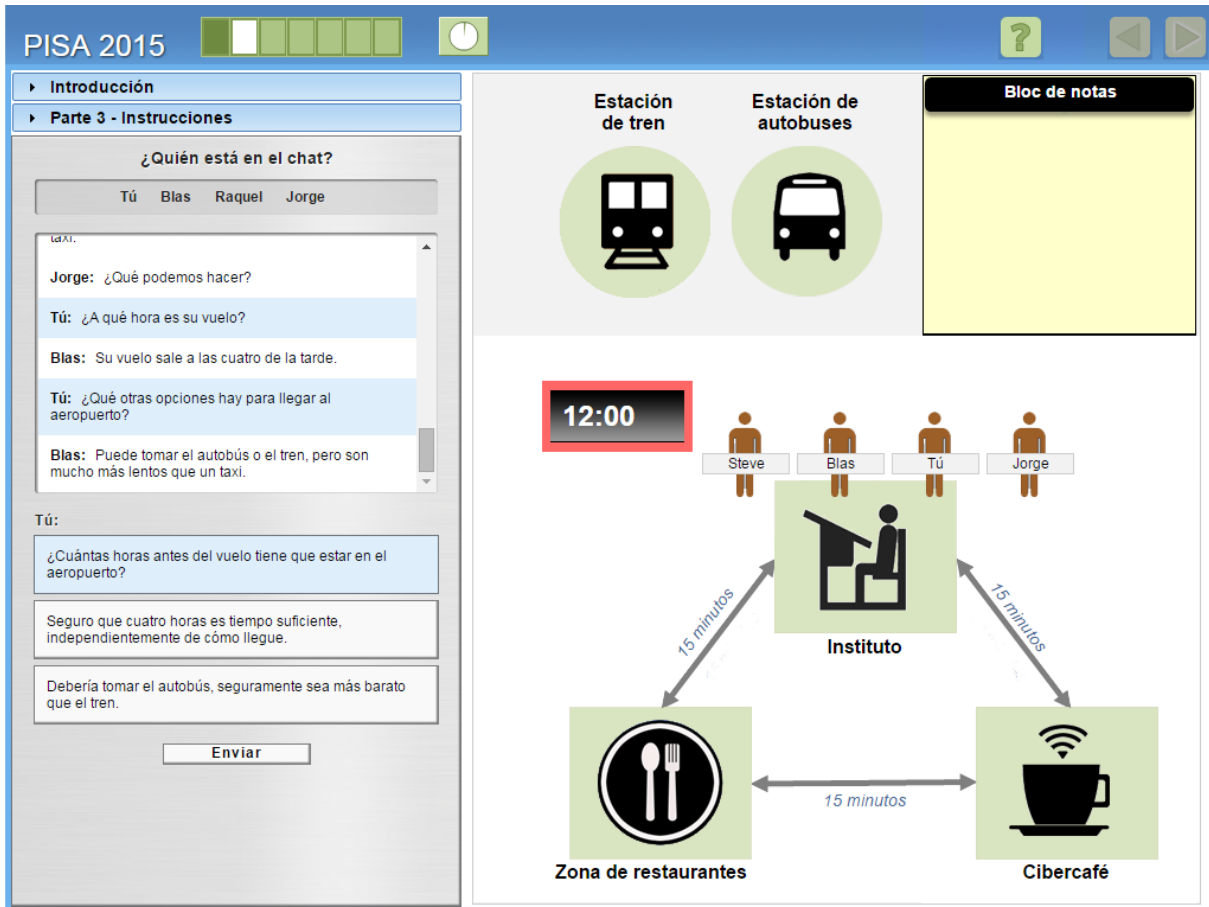 PISA 2015
?
Introducción
Parte 3 - Instrucciones
¿Quién está en el chat?
Tú Blas Raquel Jorge
taxi.
Jorge: ¿Qué podemos hacer?
Tú: ¿A qué hora es su vuelo?
Blas: Su vuelo sale a las cuatro de la tarde.
Tú: ¿Qué otras opciones hay para llegar al
aeropuerto?
Blas: Puede tomar el autobús o el tren, pero son
mucho más lentos que un taxi.
Tú:
¿Cuántas horas antes del vuelo tiene que estar en el
aeropuerto?
Seguro que cuatro horas es tiempo suficiente,
independientemente de cómo llegue.
Debería tomar el autobús, seguramente sea más barato
que el tren.
Enviar
Estación
de tren
Estación de
autobuses
Bloc de notas
12:00
Steve
Blas
Tú
Jorge
15 minutos
15 minutos
Instituto
15 minutos
Zona de restaurantes
Cibercafé